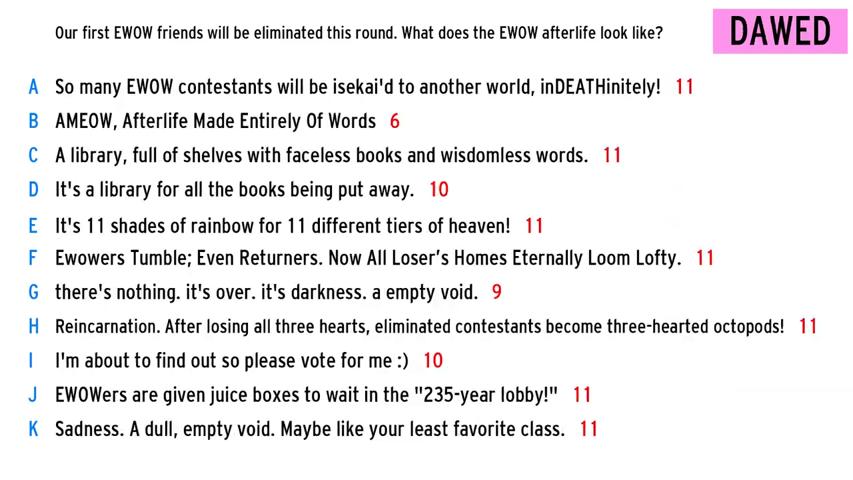 Our first EWOW friends will be eliminated this round. What does the EWOW afterlife look like?
DAWED
A So many EWOW contestants will be isekai'd to another world, inDEATHinitely! 11
B AMEOW, Afterlife Made Entirely Of Words 6
C A library, full of shelves with faceless books and wisdomless words. 11
D It's a library for all the books being put away. 10
E It's 11 shades of rainbow for 11 different tiers of heaven! 11
F Ewowers Tumble; Even Returners. Now All Loser’s Homes Eternally Loom Lofty. 11
G there's nothing. it's over. it's darkness. a empty void. 9
H Reincarnation. After losing all three hearts, eliminated contestants become three-hearted octopods! 11
I I'm about to find out so please vote for me :) 10
J EWOWers are given juice boxes to wait in the "235-year lobby!" 11
K Sadness. A dull, empty void. Maybe like your least favorite class. 11